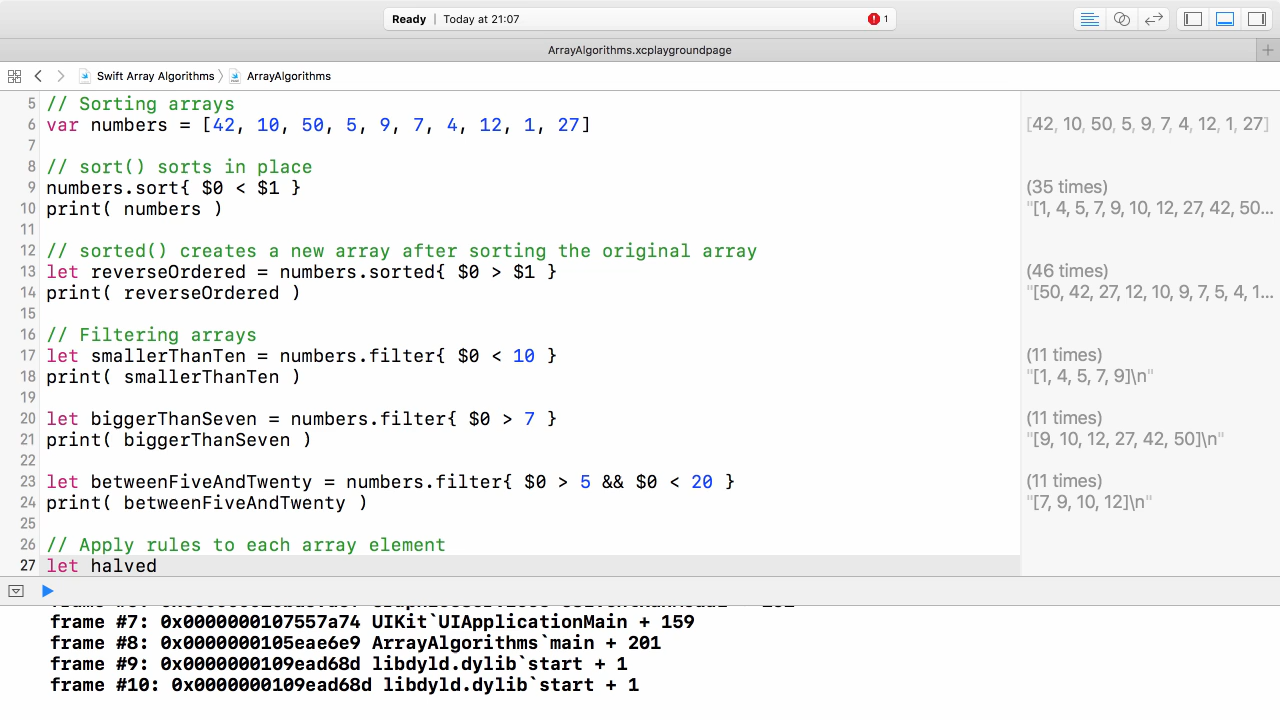 Ready | Today at 21:07 1
ArrayAlgorithms.xcplaygroundpage
Swift Array Algorithms ArrayAlgorithms
5 // Sorting arrays
6 var numbers = [42, 10, 50, 5, 9, 7, 4, 12, 1, 27] [42, 10, 50, 5, 9, 7, 4, 12, 1, 27]
7
8 // sort() sorts in place
9 numbers.sort{ $0 < $1 } (35 times)
10 print( numbers ) "[1, 4, 5, 7, 9, 10, 12, 27, 42, 50...
11
12 // sorted() creates a new array after sorting the original array
13 let reverseOrdered = numbers.sorted{ $0 > $1 } (46 times)
14 print( reverseOrdered ) "[50, 42, 27, 12, 10, 9, 7, 5, 4, 1...
15
16 // Filtering arrays
17 let smallerThanTen = numbers.filter{ $0 < 10 } (11 times)
18 print( smallerThanTen ) "[1, 4, 5, 7, 9]\n"
19
20 let biggerThanSeven = numbers.filter{ $0 > 7 } (11 times)
21 print( biggerThanSeven ) "[9, 10, 12, 27, 42, 50]\n"
22
23 let betweenFiveAndTwenty = numbers.filter{ $0 > 5 && $0 < 20 } (11 times)
24 print( betweenFiveAndTwenty ) "[7, 9, 10, 12]\n"
25
26 // Apply rules to each array element
27 let halved
frame #7: 0x0000000107557a74 UIKit`UIApplicationMain + 159
frame #8: 0x0000000105eae6e9 ArrayAlgorithms`main + 201
frame #9: 0x0000000109ead68d libdyld.dylib`start + 1
frame #10: 0x0000000109ead68d libdyld.dylib`start + 1